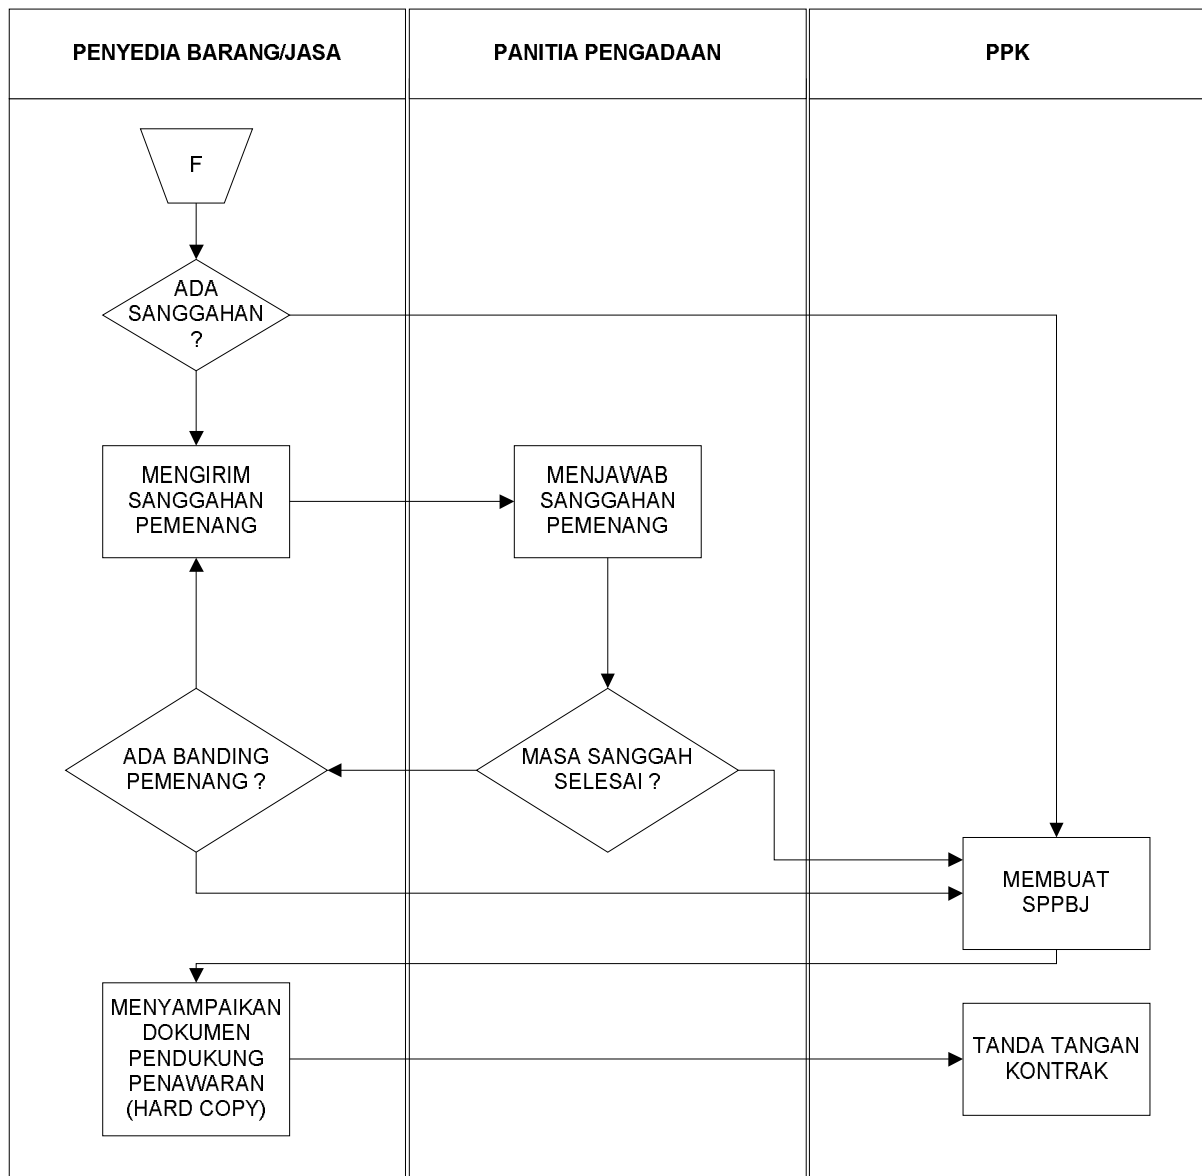 PENYEDIA BARANG/JASA
PANITIA PENGADAAN
PPK
F
ADA
SANGGAHAN
?
MENGIRIM
SANGGAHAN
PEMENANG
MENJAWAB
SANGGAHAN
PEMENANG
ADA BANDING
PEMENANG ?
MASA SANGGAH
SELESAI ?
MEMBUAT
SPPBJ
MENYAMPAIKAN
DOKUMEN
PENDUKUNG
PENAWARAN
(HARD COPY)
TANDA TANGAN
KONTRAK